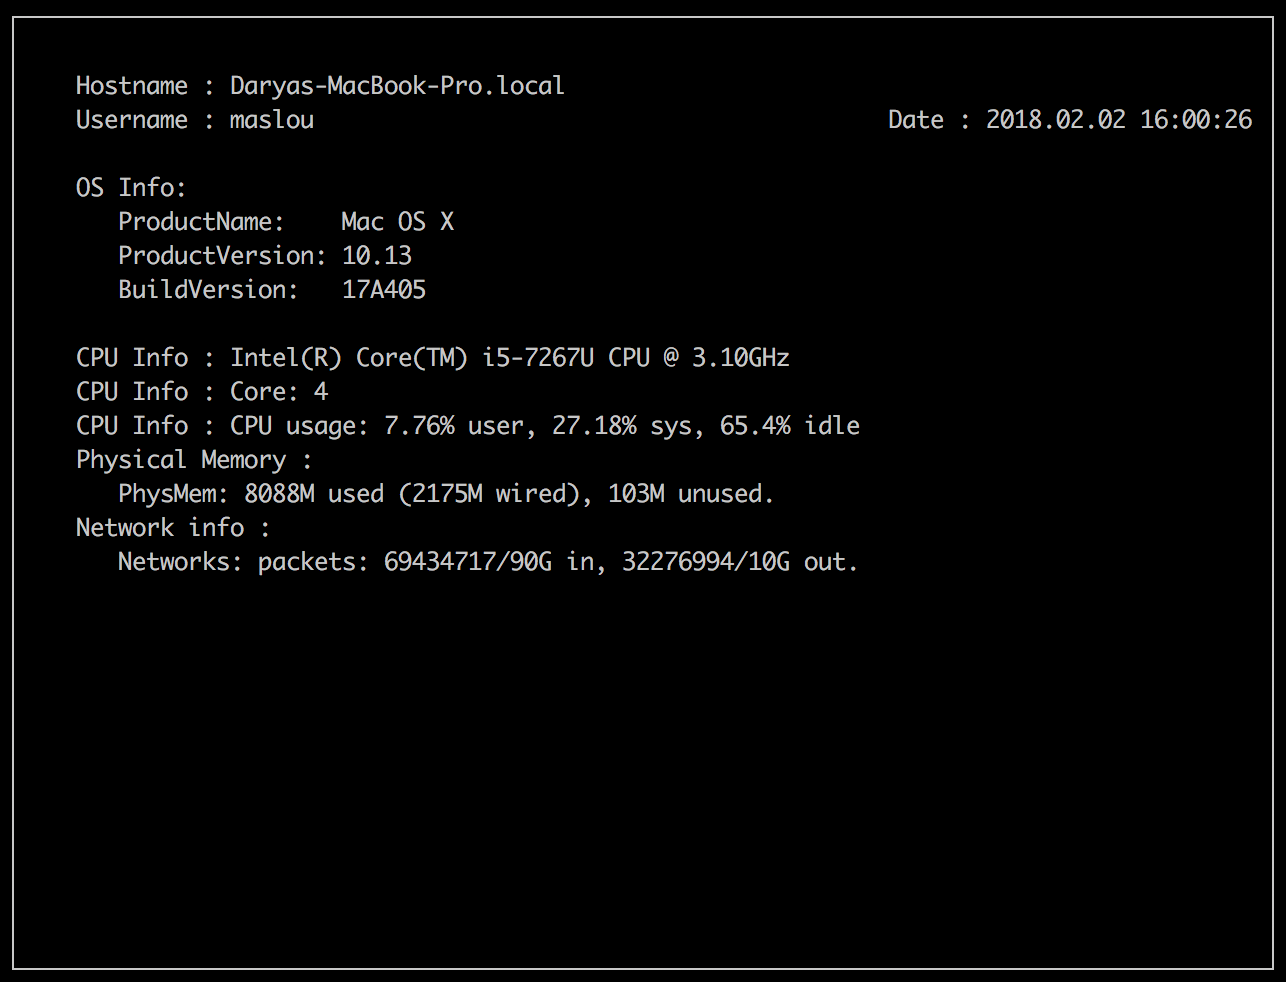 Hostname : Daryas-MacBook-Pro.local
Username : maslou Date : 2018.02.02 16:00:26
OS Info:
ProductName: Mac OS X
ProductVersion: 10.13
BuildVersion: 17A405
CPU Info : Intel(R) Core(TM) i5-7267U CPU @ 3.10GHz
CPU Info : Core: 4
CPU Info : CPU usage: 7.76% user, 27.18% sys, 65.4% idle
Physical Memory :
PhysMem: 8088M used (2175M wired), 103M unused.
Network info :
Networks: packets: 69434717/90G in, 32276994/10G out.